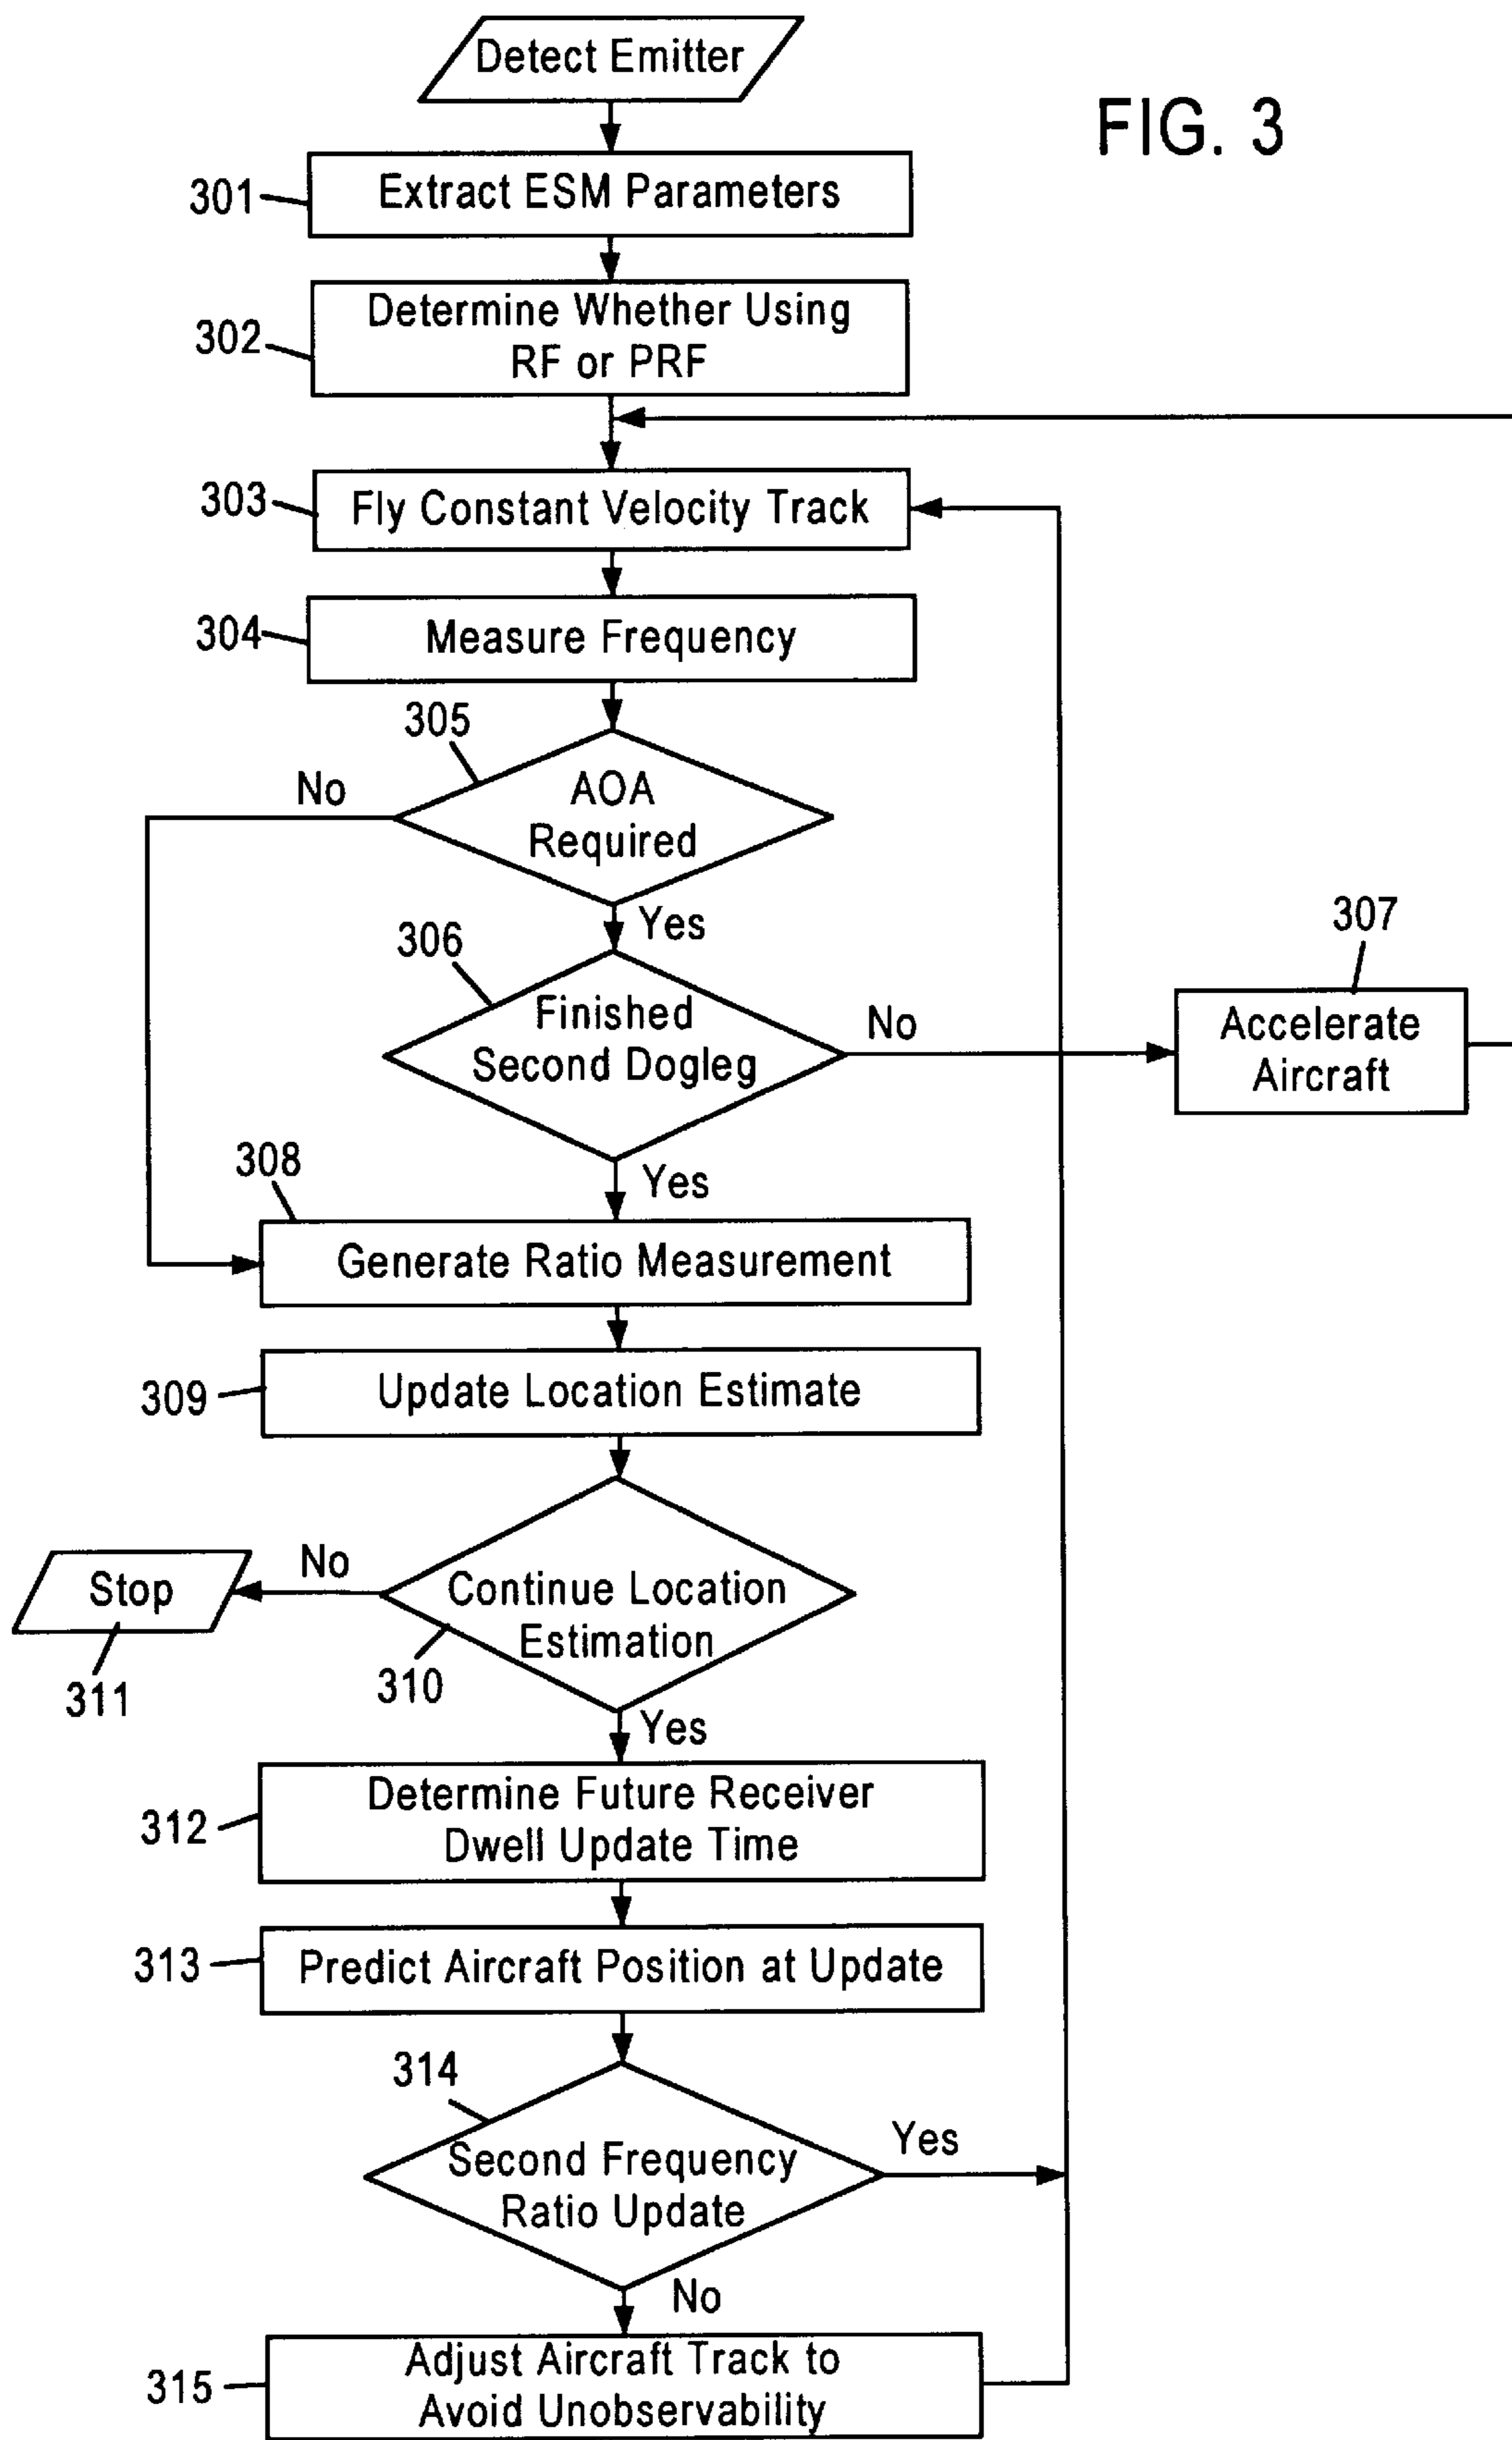 Detect Emitter
FIG. 3
301
Extract ESM Parameters
302
Determine Whether Using
RF or PRF
303
Fly Constant Velocity Track
304
Measure Frequency
305
No
AOA
Required
Yes
306
Finished
Second Dogleg
No
307
Accelerate
Aircraft
Yes
308
Generate Ratio Measurement
309
Update Location Estimate
No
Stop
311
Continue Location
Estimation
310
Yes
312
Determine Future Receiver
Dwell Update Time
313
Predict Aircraft Position at Update
314
Second Frequency
Ratio Update
Yes
No
315
Adjust Aircraft Track to
Avoid Unobservability